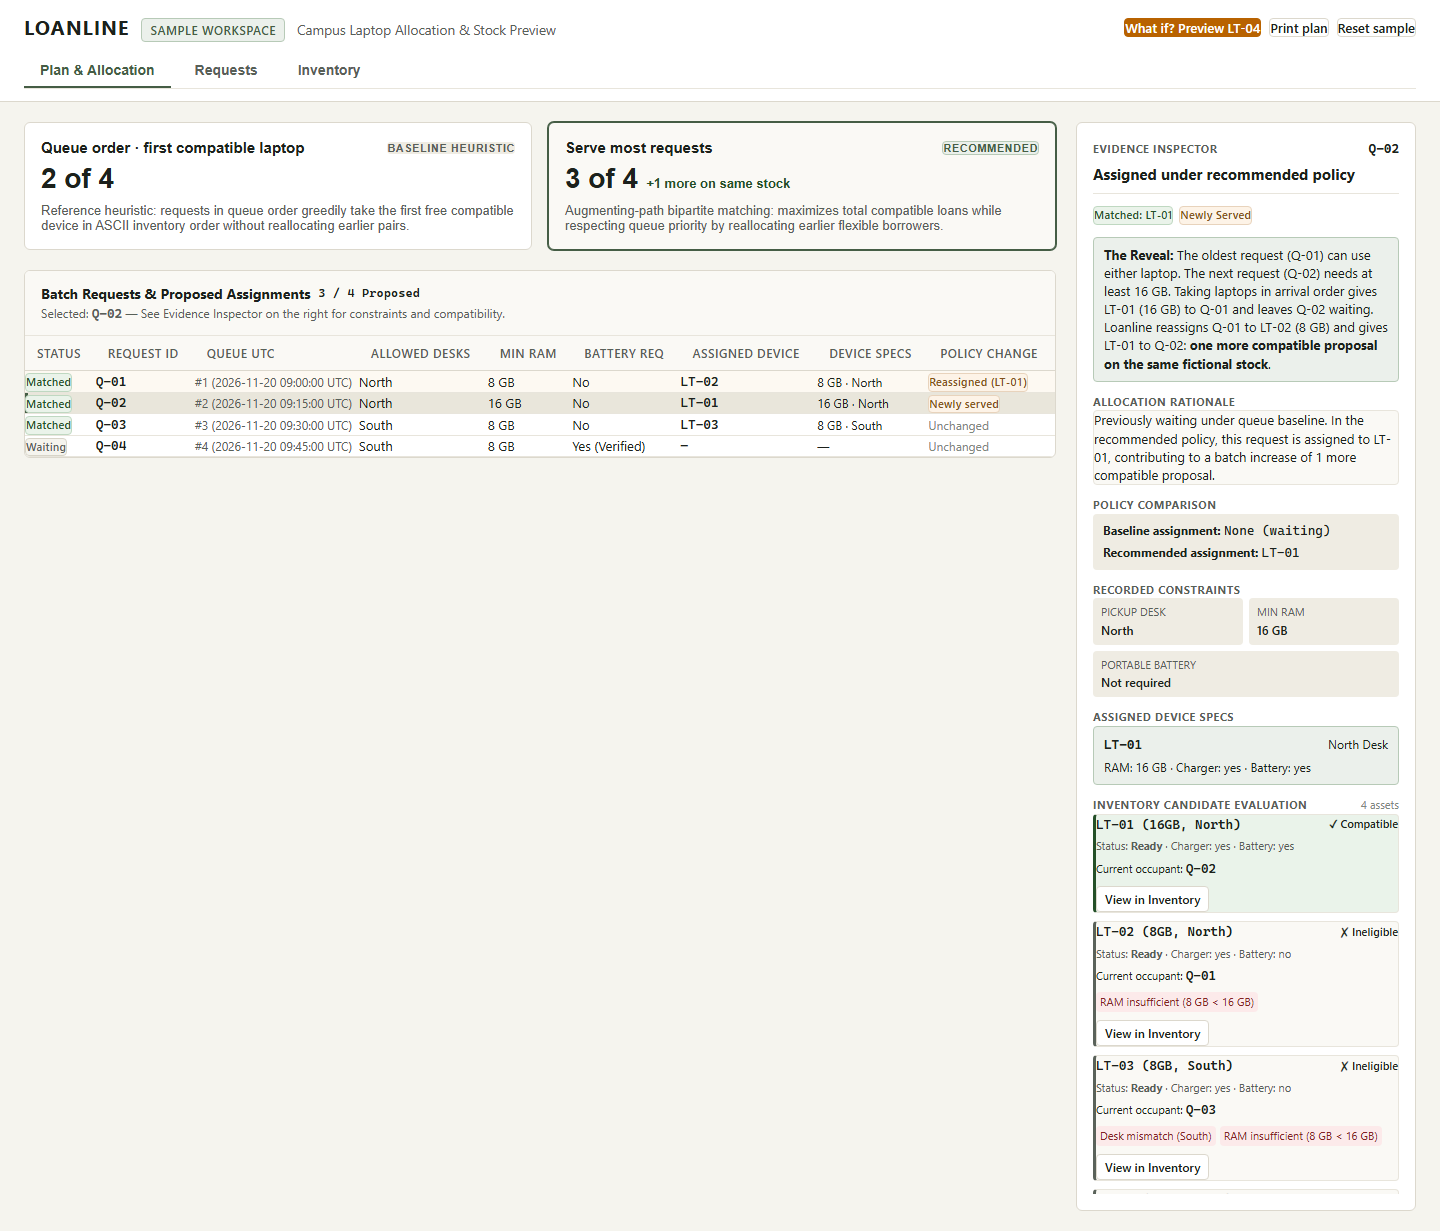 LOANLINE
SAMPLE WORKSPACE
Campus Laptop Allocation & Stock Preview
What if? Preview LT-04
Print plan
Reset sample
Plan & Allocation
Requests
Inventory
Queue order · first compatible laptop
BASELINE HEURISTIC
2 of 4
Reference heuristic: requests in queue order greedily take the first free compatible
device in ASCII inventory order without reallocating earlier pairs.
Serve most requests
RECOMMENDED
3 of 4 +1 more on same stock
Augmenting-path bipartite matching: maximizes total compatible loans while
respecting queue priority by reallocating earlier flexible borrowers.
Batch Requests & Proposed Assignments 3 / 4 Proposed
Selected: Q-02 — See Evidence Inspector on the right for constraints and compatibility.
STATUS REQUEST ID QUEUE UTC ALLOWED DESKS MIN RAM BATTERY REQ ASSIGNED DEVICE DEVICE SPECS POLICY CHANGE
Matched Q-01 #1 (2026-11-20 09:00:00 UTC) North 8 GB No LT-02 8 GB · North Reassigned (LT-01)
Matched Q-02 #2 (2026-11-20 09:15:00 UTC) North 16 GB No LT-01 16 GB · North Newly served
Matched Q-03 #3 (2026-11-20 09:30:00 UTC) South 8 GB No LT-03 8 GB · South Unchanged
Waiting Q-04 #4 (2026-11-20 09:45:00 UTC) South 8 GB Yes (Verified) — — Unchanged
EVIDENCE INSPECTOR
Q-02
Assigned under recommended policy
Matched: LT-01
Newly Served
The Reveal: The oldest request (Q-01) can use
either laptop. The next request (Q-02) needs at
least 16 GB. Taking laptops in arrival order gives
LT-01 (16 GB) to Q-01 and leaves Q-02 waiting.
Loanline reassigns Q-01 to LT-02 (8 GB) and gives
LT-01 to Q-02: one more compatible proposal
on the same fictional stock.
ALLOCATION RATIONALE
Previously waiting under queue baseline. In the
recommended policy, this request is assigned to LT-
01, contributing to a batch increase of 1 more
compatible proposal.
POLICY COMPARISON
Baseline assignment: None (waiting)
Recommended assignment: LT-01
RECORDED CONSTRAINTS
PICKUP DESK
North
MIN RAM
16 GB
PORTABLE BATTERY
Not required
ASSIGNED DEVICE SPECS
LT-01
North Desk
RAM: 16 GB · Charger: yes · Battery: yes
INVENTORY CANDIDATE EVALUATION
4 assets
LT-01 (16GB, North)
✓ Compatible
Status: Ready · Charger: yes · Battery: yes
Current occupant: Q-02
View in Inventory
LT-02 (8GB, North)
✗ Ineligible
Status: Ready · Charger: yes · Battery: no
Current occupant: Q-01
RAM insufficient (8 GB < 16 GB)
View in Inventory
LT-03 (8GB, South)
✗ Ineligible
Status: Ready · Charger: yes · Battery: no
Current occupant: Q-03
Desk mismatch (South)
RAM insufficient (8 GB < 16 GB)
View in Inventory